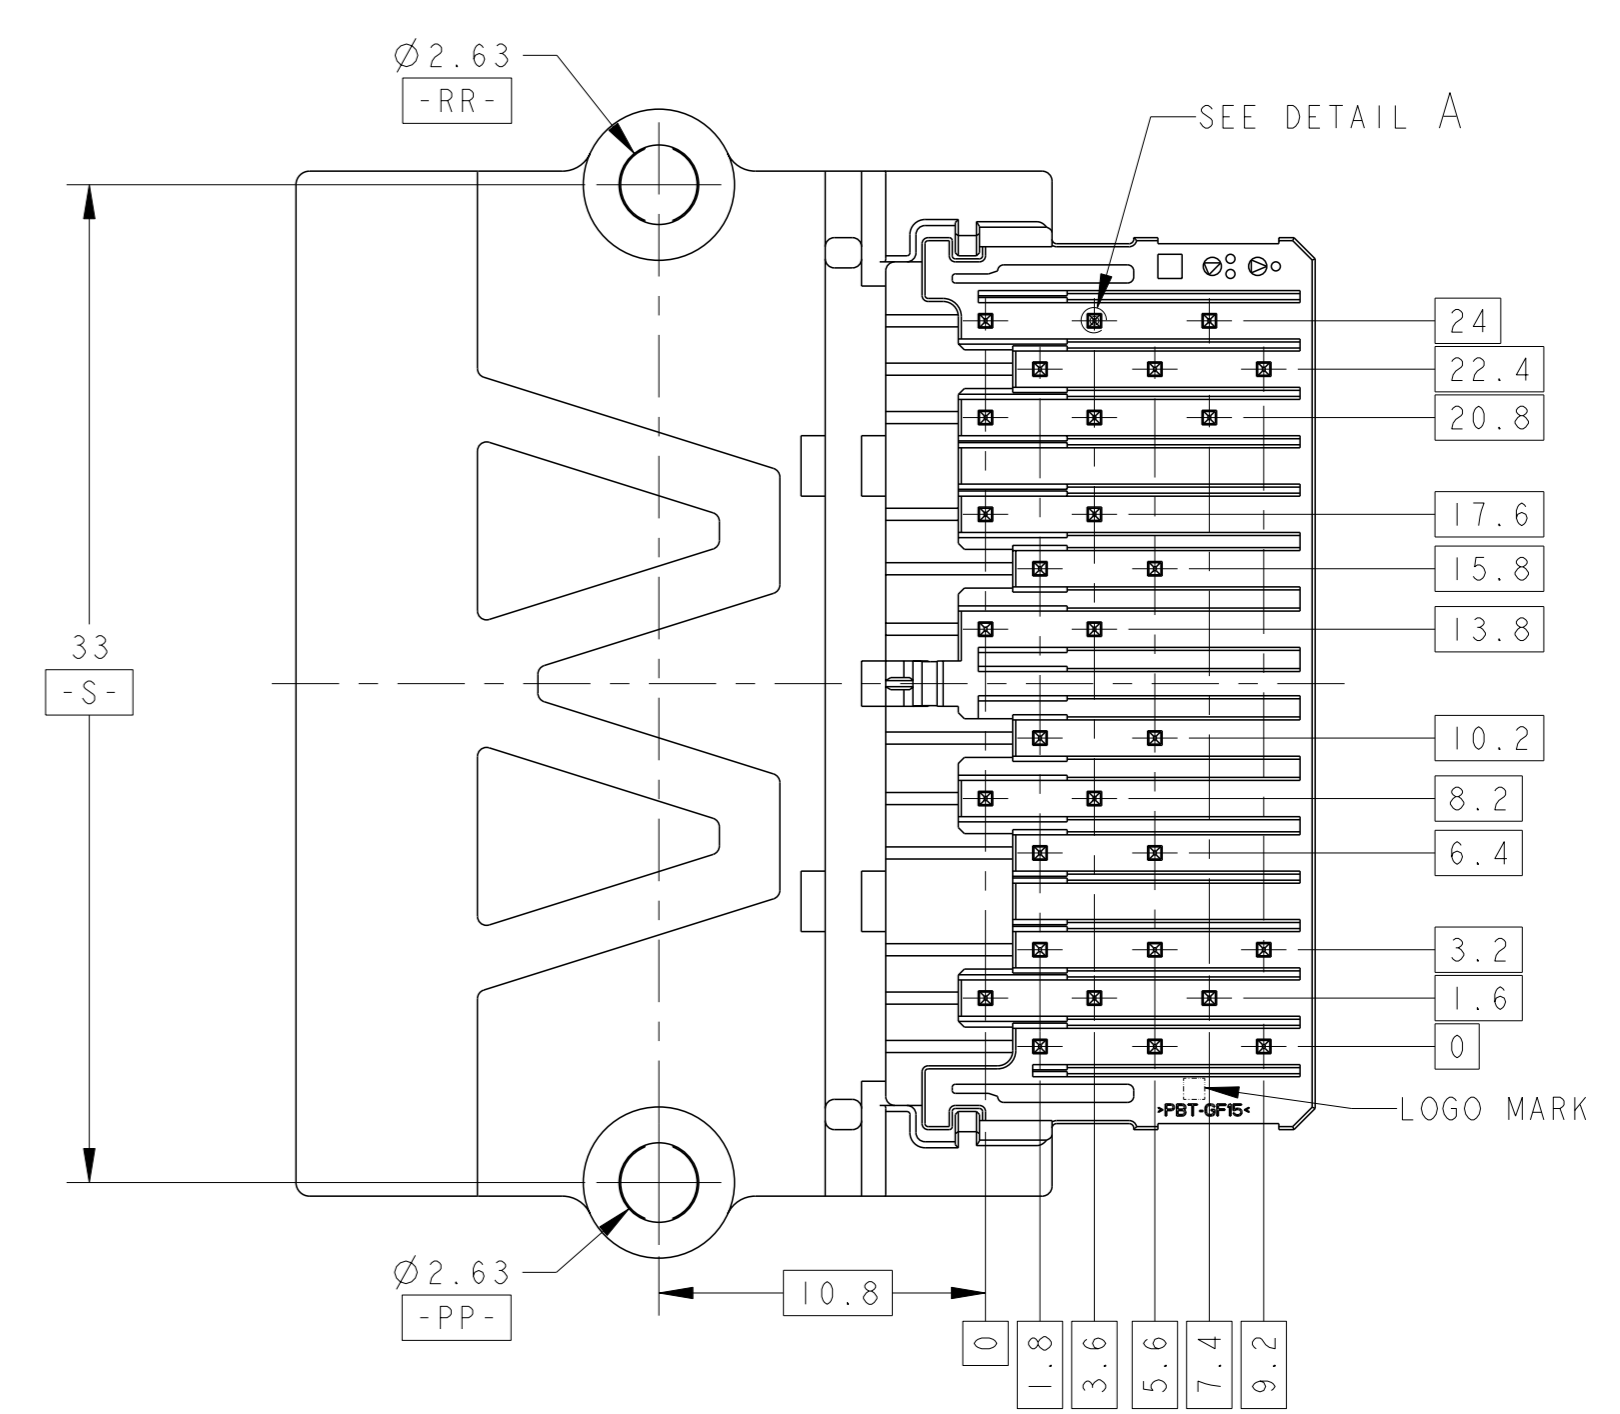 Ø2.63
-RR-
SEE DETAIL A
24
22.4
20.8
17.6
15.8
13.8
33
-S-
10.2
8.2
6.4
3.2
1.6
0
>PBT-GF15<
LOGO MARK
Ø2.63
-PP-
10.8
0
1.8
3.6
5.6
7.4
9.2